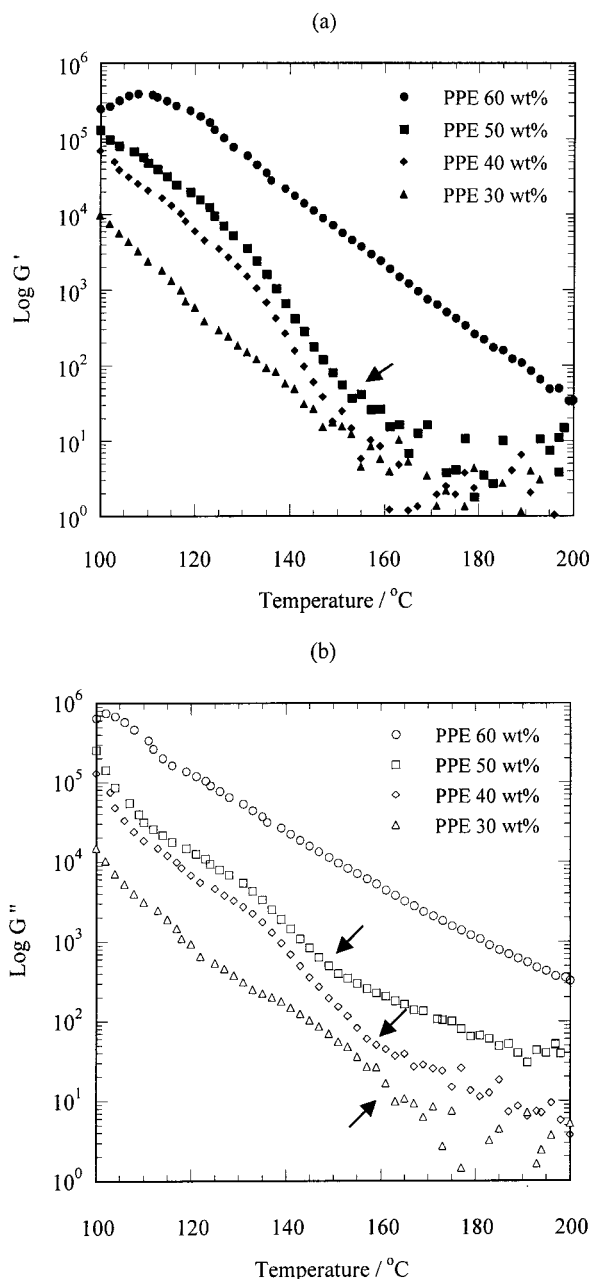 (a)
10^6
10^5
10^4
10^3
10^2
10^1
10^0
Log G '
PPE 60 wt%
PPE 50 wt%
PPE 40 wt%
PPE 30 wt%
100 120 140 160 180 200
Temperature / °C
(b)
10^6
10^5
10^4
10^3
10^2
10^1
10^0
Log G "
PPE 60 wt%
PPE 50 wt%
PPE 40 wt%
PPE 30 wt%
100 120 140 160 180 200
Temperature / °C